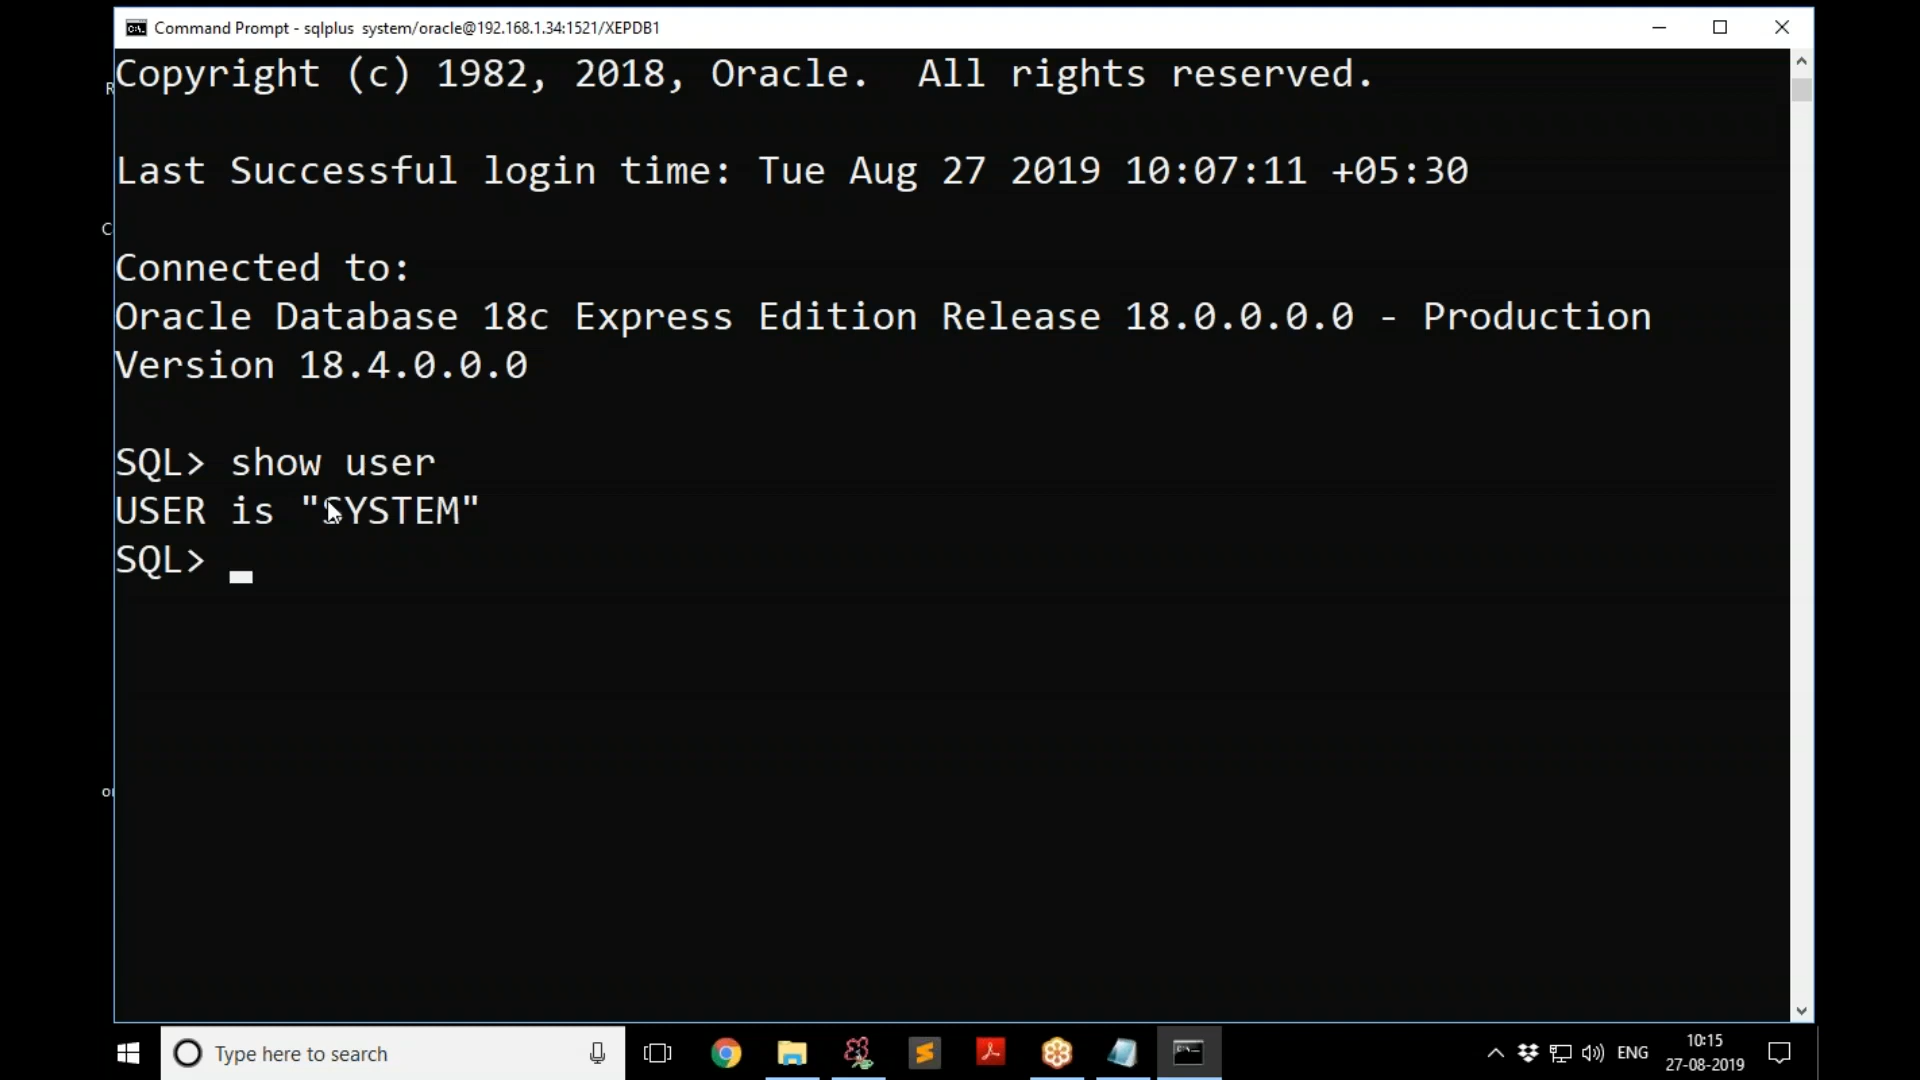 Command Prompt - sqlplus  system/oracle@192.168.1.34:1521/XEPDB1
Copyright (c) 1982, 2018, Oracle.  All rights reserved.
Last Successful login time: Tue Aug 27 2019 10:07:11 +05:30
Connected to:
Oracle Database 18c Express Edition Release 18.0.0.0.0 - Production
Version 18.4.0.0.0
SQL> show user
USER is "SYSTEM"
SQL>
Type here to search
ENG
10:15
27-08-2019